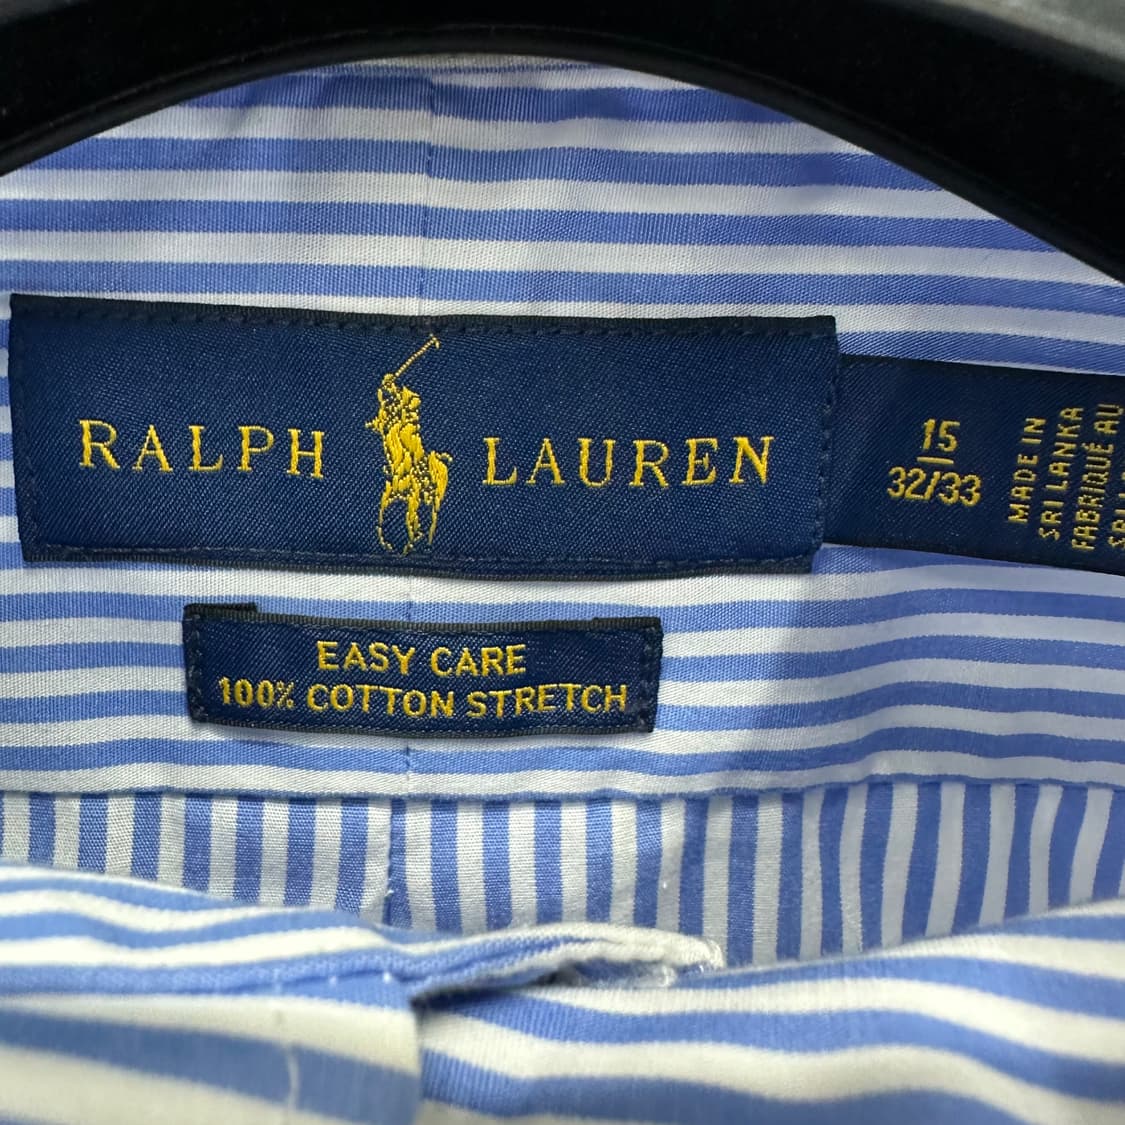 RALPH LAUREN
15
32/33
MADE IN
SRI LANKA
FABRIQUÉ AU
EASY CARE
100% COTTON STRETCH